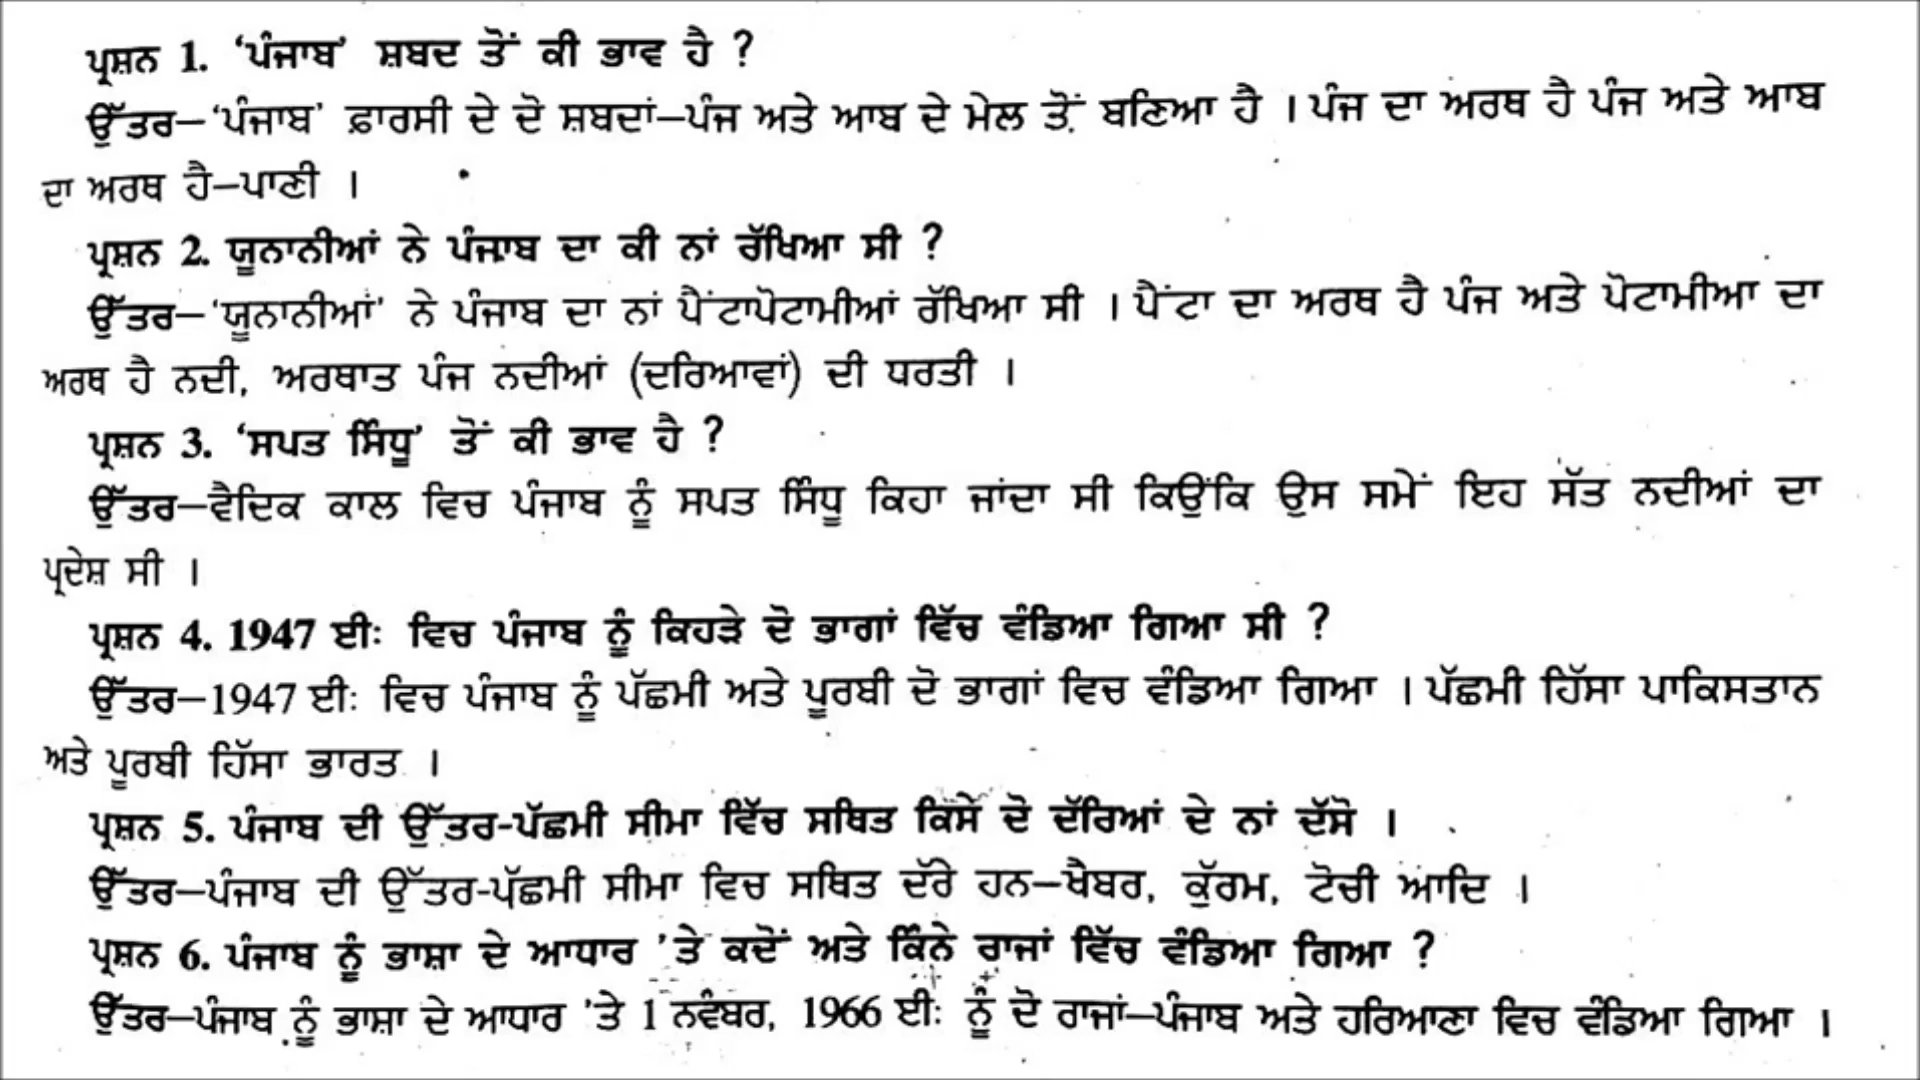 ਪ੍ਰਸ਼ਨ 1. ‘ਪੰਜਾਬ’ ਸ਼ਬਦ ਤੋਂ ਕੀ ਭਾਵ ਹੈ ?
ਉੱਤਰ–‘ਪੰਜਾਬ’ ਫ਼ਾਰਸੀ ਦੇ ਦੋ ਸ਼ਬਦਾਂ–ਪੰਜ ਅਤੇ ਆਬ ਦੇ ਮੇਲ ਤੋਂ ਬਣਿਆ ਹੈ । ਪੰਜ ਦਾ ਅਰਥ ਹੈ ਪੰਜ ਅਤੇ ਆਬ
ਦਾ ਅਰਥ ਹੈ–ਪਾਣੀ ।
ਪ੍ਰਸ਼ਨ 2. ਯੂਨਾਨੀਆਂ ਨੇ ਪੰਜਾਬ ਦਾ ਕੀ ਨਾਂ ਰੱਖਿਆ ਸੀ ?
ਉੱਤਰ–‘ਯੂਨਾਨੀਆਂ’ ਨੇ ਪੰਜਾਬ ਦਾ ਨਾਂ ਪੈਂਟਾਪੋਟਾਮੀਆਂ ਰੱਖਿਆ ਸੀ । ਪੈਂਟਾ ਦਾ ਅਰਥ ਹੈ ਪੰਜ ਅਤੇ ਪੋਟਾਮੀਆ ਦਾ
ਅਰਥ ਹੈ ਨਦੀ, ਅਰਥਾਤ ਪੰਜ ਨਦੀਆਂ (ਦਰਿਆਵਾਂ) ਦੀ ਧਰਤੀ ।
ਪ੍ਰਸ਼ਨ 3. ‘ਸਪਤ ਸਿੰਧੂ’ ਤੋਂ ਕੀ ਭਾਵ ਹੈ ?
ਉੱਤਰ–ਵੈਦਿਕ ਕਾਲ ਵਿਚ ਪੰਜਾਬ ਨੂੰ ਸਪਤ ਸਿੰਧੂ ਕਿਹਾ ਜਾਂਦਾ ਸੀ ਕਿਉਂਕਿ ਉਸ ਸਮੇਂ ਇਹ ਸੱਤ ਨਦੀਆਂ ਦਾ
ਪ੍ਰਦੇਸ਼ ਸੀ ।
ਪ੍ਰਸ਼ਨ 4. 1947 ਈ: ਵਿਚ ਪੰਜਾਬ ਨੂੰ ਕਿਹੜੇ ਦੋ ਭਾਗਾਂ ਵਿੱਚ ਵੰਡਿਆ ਗਿਆ ਸੀ ?
ਉੱਤਰ–1947 ਈ: ਵਿਚ ਪੰਜਾਬ ਨੂੰ ਪੱਛਮੀ ਅਤੇ ਪੂਰਬੀ ਦੋ ਭਾਗਾਂ ਵਿਚ ਵੰਡਿਆ ਗਿਆ । ਪੱਛਮੀ ਹਿੱਸਾ ਪਾਕਿਸਤਾਨ
ਅਤੇ ਪੂਰਬੀ ਹਿੱਸਾ ਭਾਰਤ ।
ਪ੍ਰਸ਼ਨ 5. ਪੰਜਾਬ ਦੀ ਉੱਤਰ-ਪੱਛਮੀ ਸੀਮਾ ਵਿੱਚ ਸਥਿਤ ਕਿਸੇ ਦੋ ਦੱਰਿਆਂ ਦੇ ਨਾਂ ਦੱਸੋ ।
ਉੱਤਰ–ਪੰਜਾਬ ਦੀ ਉੱਤਰ-ਪੱਛਮੀ ਸੀਮਾ ਵਿਚ ਸਥਿਤ ਦੱਰੇ ਹਨ–ਖੈਬਰ, ਕੁੱਰਮ, ਟੋਚੀ ਆਦਿ ।
ਪ੍ਰਸ਼ਨ 6. ਪੰਜਾਬ ਨੂੰ ਭਾਸ਼ਾ ਦੇ ਆਧਾਰ ’ਤੇ ਕਦੋਂ ਅਤੇ ਕਿੰਨੇ ਰਾਜਾਂ ਵਿੱਚ ਵੰਡਿਆ ਗਿਆ ?
ਉੱਤਰ–ਪੰਜਾਬ ਨੂੰ ਭਾਸ਼ਾ ਦੇ ਆਧਾਰ ’ਤੇ 1 ਨਵੰਬਰ, 1966 ਈ: ਨੂੰ ਦੋ ਰਾਜਾਂ–ਪੰਜਾਬ ਅਤੇ ਹਰਿਆਣਾ ਵਿਚ ਵੰਡਿਆ ਗਿਆ ।